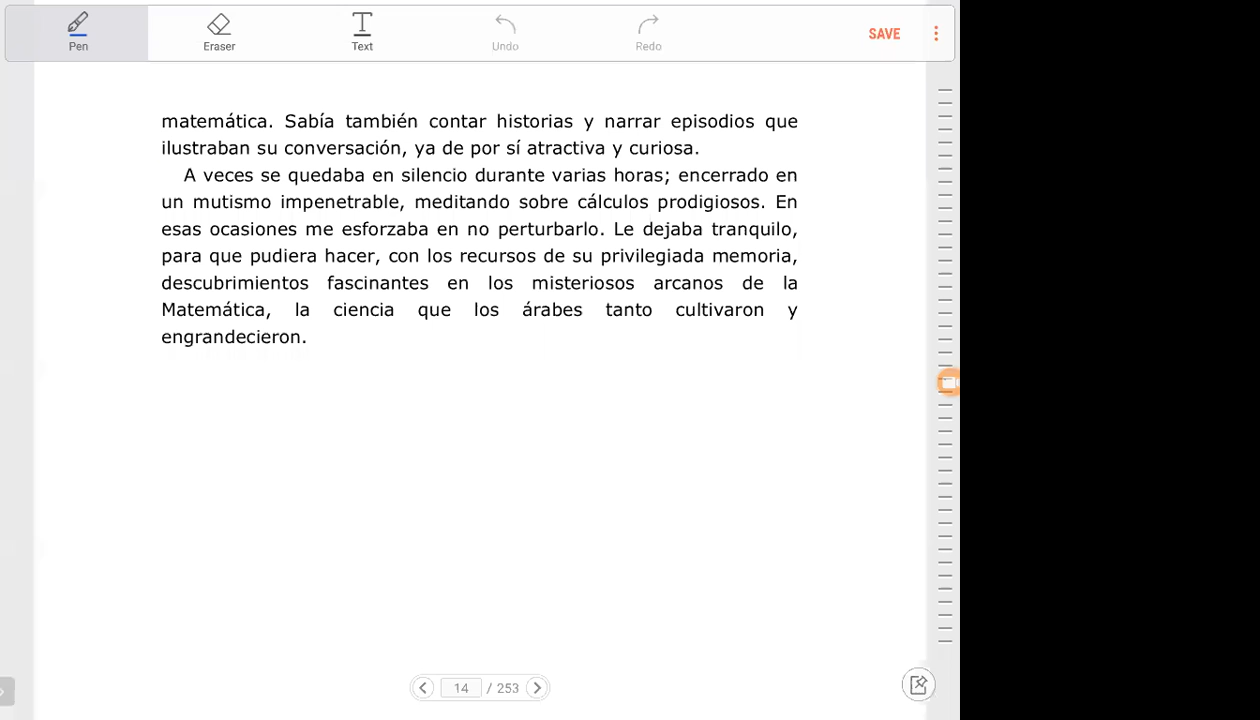 Pen
Eraser
Text
Undo
Redo
SAVE
matemática. Sabía también contar historias y narrar episodios que
ilustraban su conversación, ya de por sí atractiva y curiosa.
A veces se quedaba en silencio durante varias horas; encerrado en
un mutismo impenetrable, meditando sobre cálculos prodigiosos. En
esas ocasiones me esforzaba en no perturbarlo. Le dejaba tranquilo,
para que pudiera hacer, con los recursos de su privilegiada memoria,
descubrimientos fascinantes en los misteriosos arcanos de la
Matemática, la ciencia que los árabes tanto cultivaron y
engrandecieron.
14 / 253